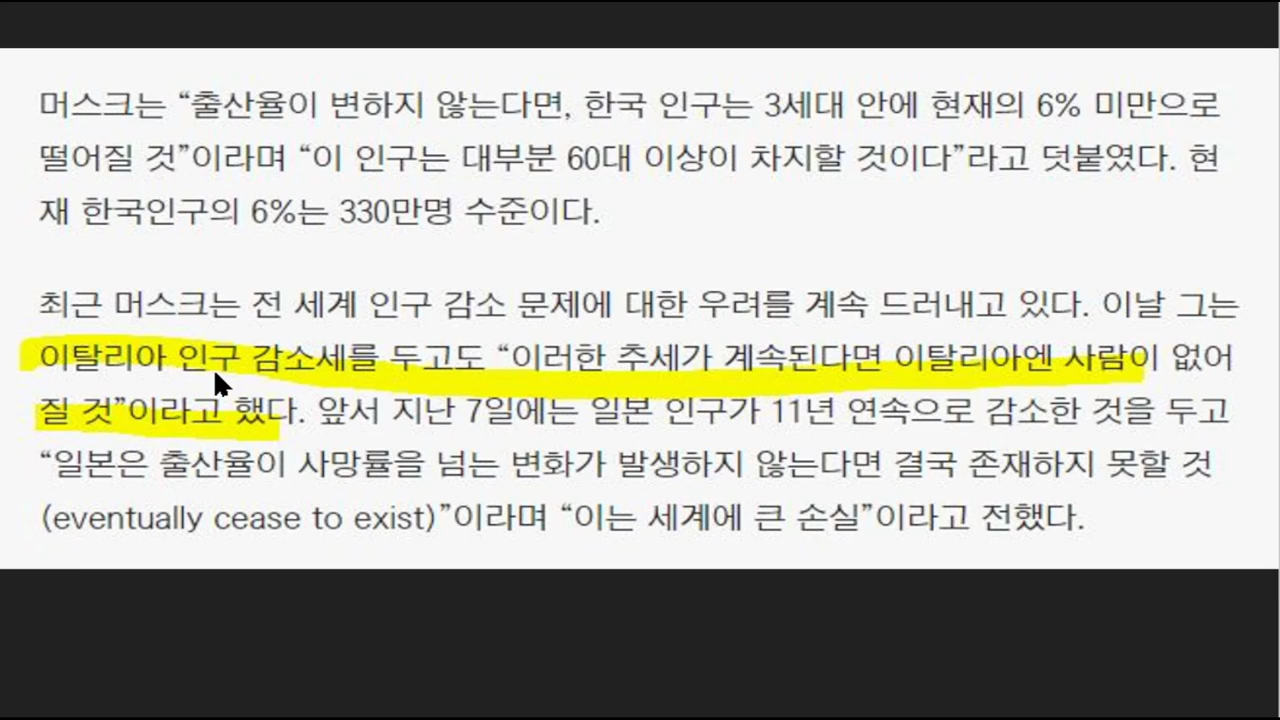 머스크는 “출산율이 변하지 않는다면, 한국 인구는 3세대 안에 현재의 6% 미만으로
떨어질 것”이라며 “이 인구는 대부분 60대 이상이 차지할 것이다”라고 덧붙였다. 현
재 한국인구의 6%는 330만명 수준이다.
최근 머스크는 전 세계 인구 감소 문제에 대한 우려를 계속 드러내고 있다. 이날 그는
이탈리아 인구 감소세를 두고도 “이러한 추세가 계속된다면 이탈리아엔 사람이 없어
질 것”이라고 했다. 앞서 지난 7일에는 일본 인구가 11년 연속으로 감소한 것을 두고
“일본은 출산율이 사망률을 넘는 변화가 발생하지 않는다면 결국 존재하지 못할 것
(eventually cease to exist)”이라며 “이는 세계에 큰 손실”이라고 전했다.